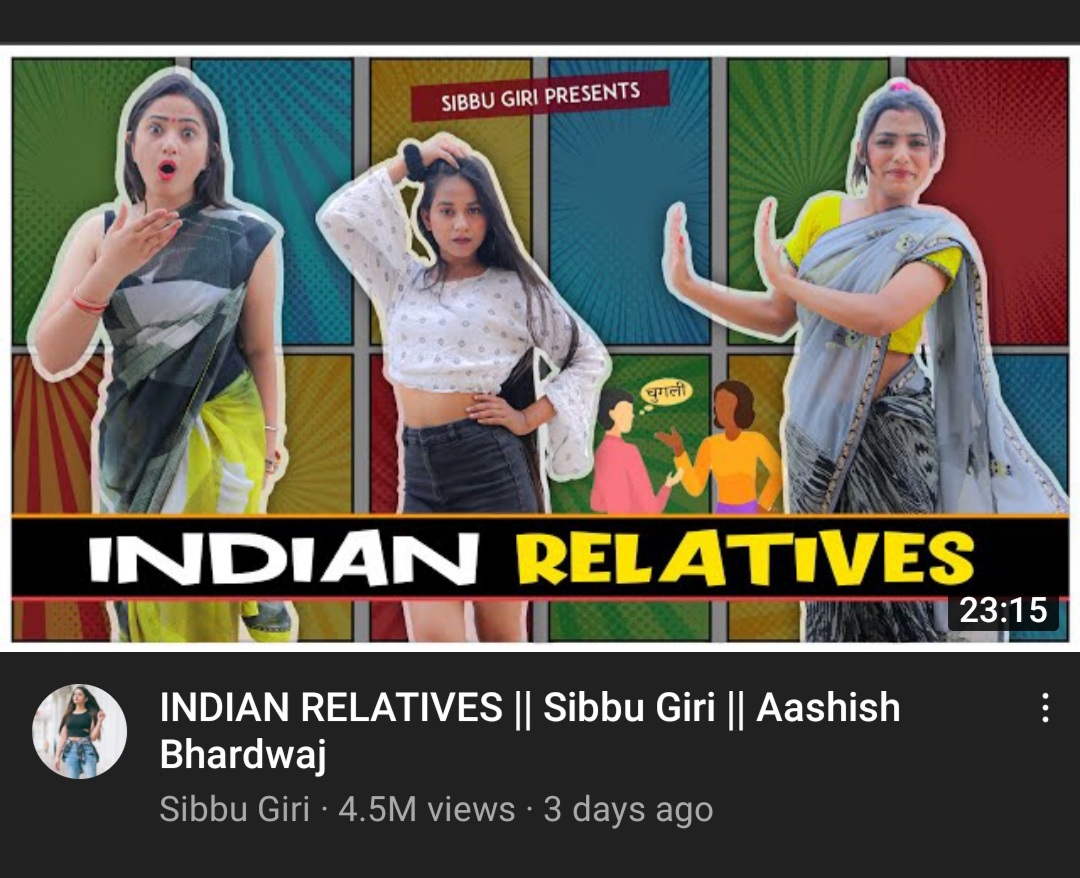 SIBBU GIRI PRESENTS
चुगली
INDIAN RELATIVES
23:15
INDIAN RELATIVES || Sibbu Giri || Aashish
Bhardwaj
Sibbu Giri · 4.5M views · 3 days ago